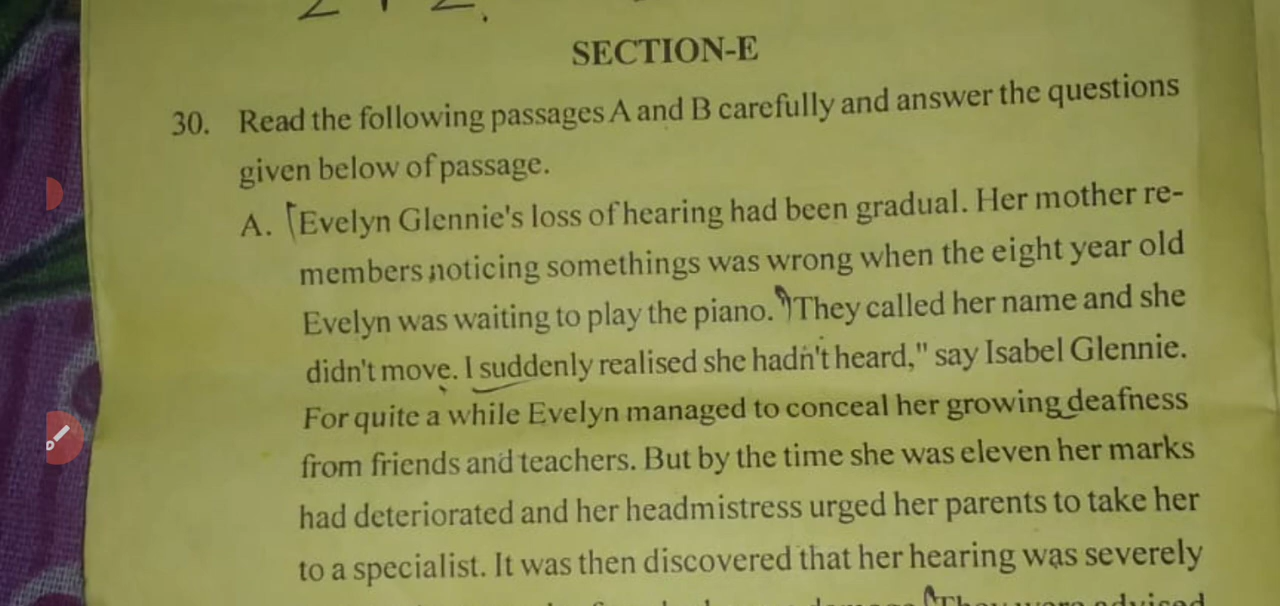 SECTION-E
30. Read the following passages A and B carefully and answer the questions
given below of passage.
A. Evelyn Glennie's loss of hearing had been gradual. Her mother re-
members noticing somethings was wrong when the eight year old
Evelyn was waiting to play the piano. "They called her name and she
didn't move. I suddenly realised she hadn't heard," say Isabel Glennie.
For quite a while Evelyn managed to conceal her growing deafness
from friends and teachers. But by the time she was eleven her marks
had deteriorated and her headmistress urged her parents to take her
to a specialist. It was then discovered that her hearing was severely
They were advised